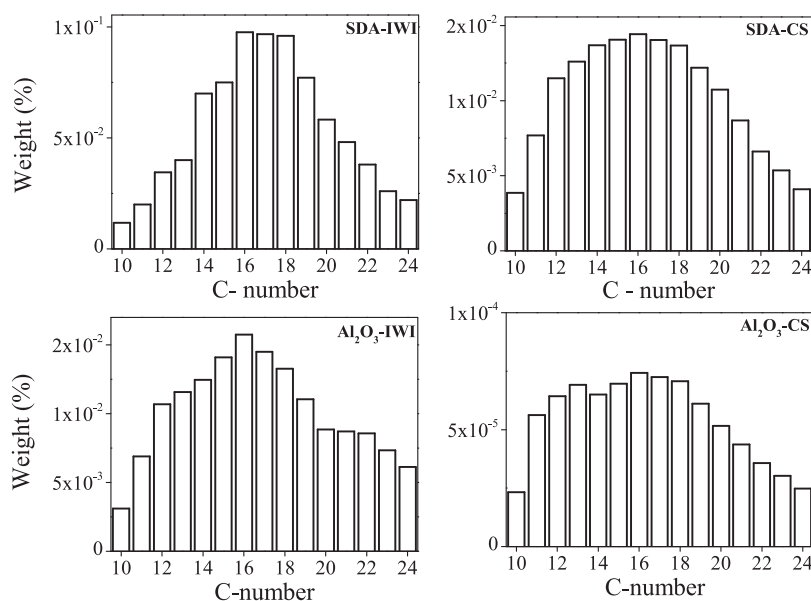 SDA-IWI
1x10⁻¹
5x10⁻²
0
Weight (%)
10 12 14 16 18 20 22 24
C- number
SDA-CS
2x10⁻²
1x10⁻²
5x10⁻³
0
10 12 14 16 18 20 22 24
C- number
Al₂O₃-IWI
2x10⁻²
1x10⁻²
5x10⁻³
0
Weight (%)
10 12 14 16 18 20 22 24
C-number
Al₂O₃-CS
1x10⁻⁴
5x10⁻⁵
0
10 12 14 16 18 20 22 24
C-number